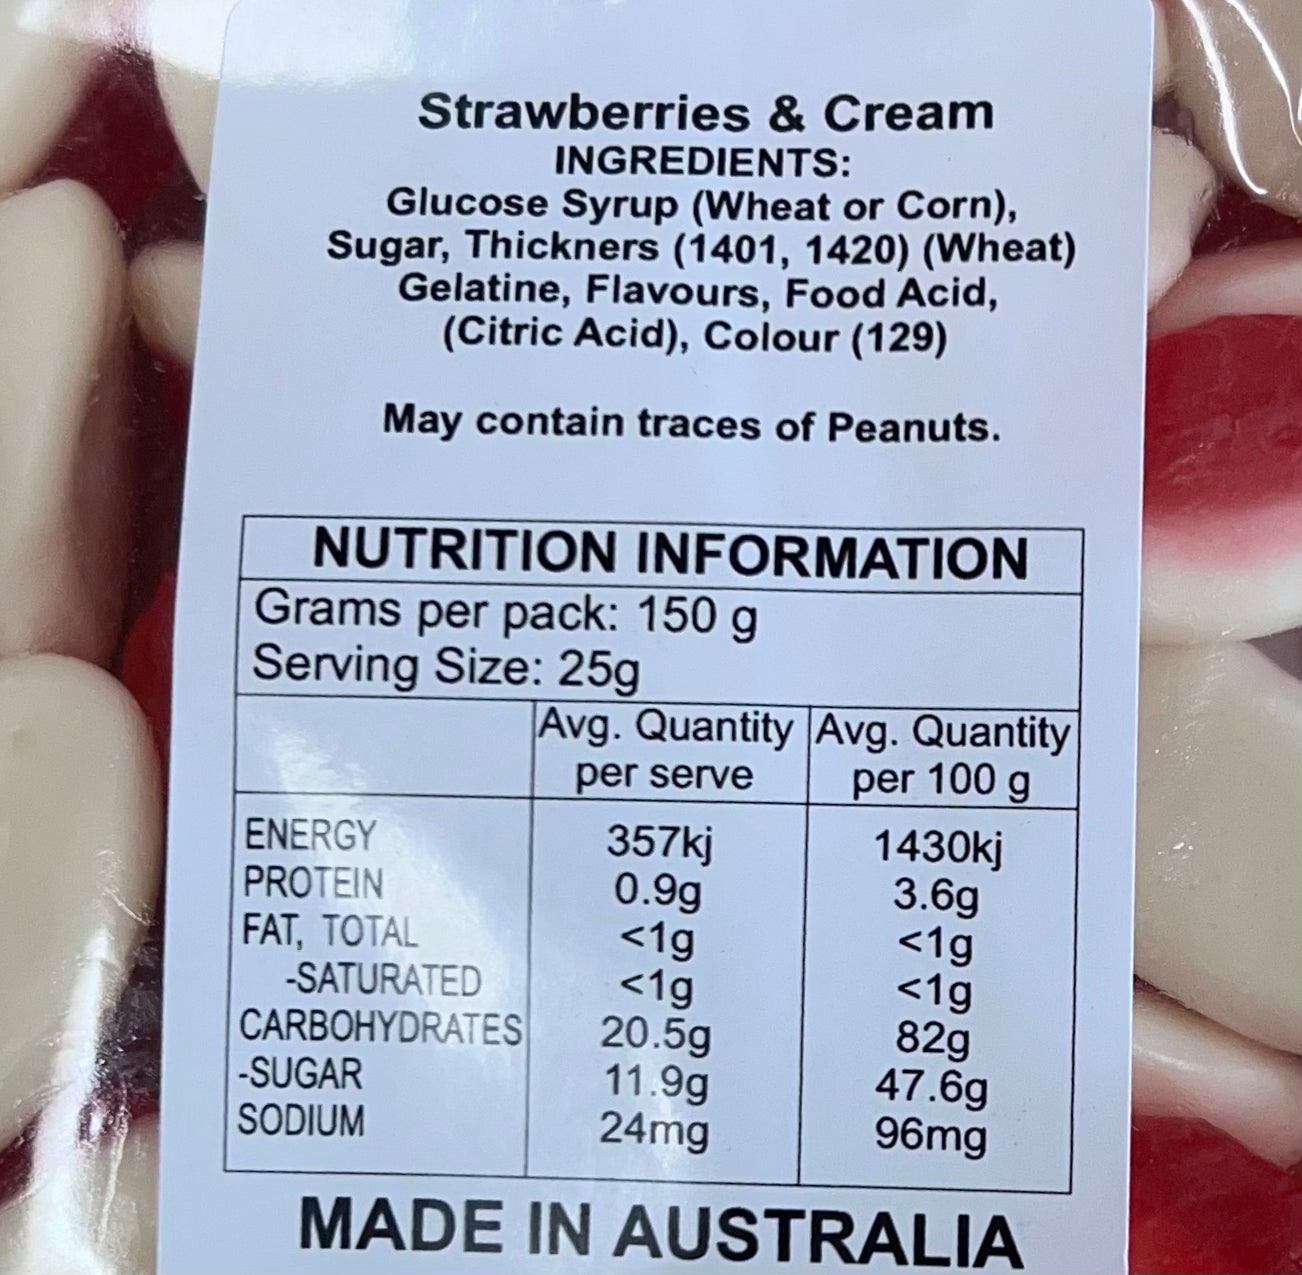 Strawberries & Cream
INGREDIENTS:
Glucose Syrup (Wheat or Corn),
Sugar, Thickners (1401, 1420) (Wheat)
Gelatine, Flavours, Food Acid,
(Citric Acid), Colour (129)
May contain traces of Peanuts.
NUTRITION INFORMATION
Grams per pack: 150 g
Serving Size: 25g
Avg. Quantity per serve Avg. Quantity per 100 g
ENERGY 357kj 1430kj
PROTEIN 0.9g 3.6g
FAT, TOTAL <1g <1g
-SATURATED <1g <1g
CARBOHYDRATES 20.5g 82g
-SUGAR 11.9g 47.6g
SODIUM 24mg 96mg
MADE IN AUSTRALIA